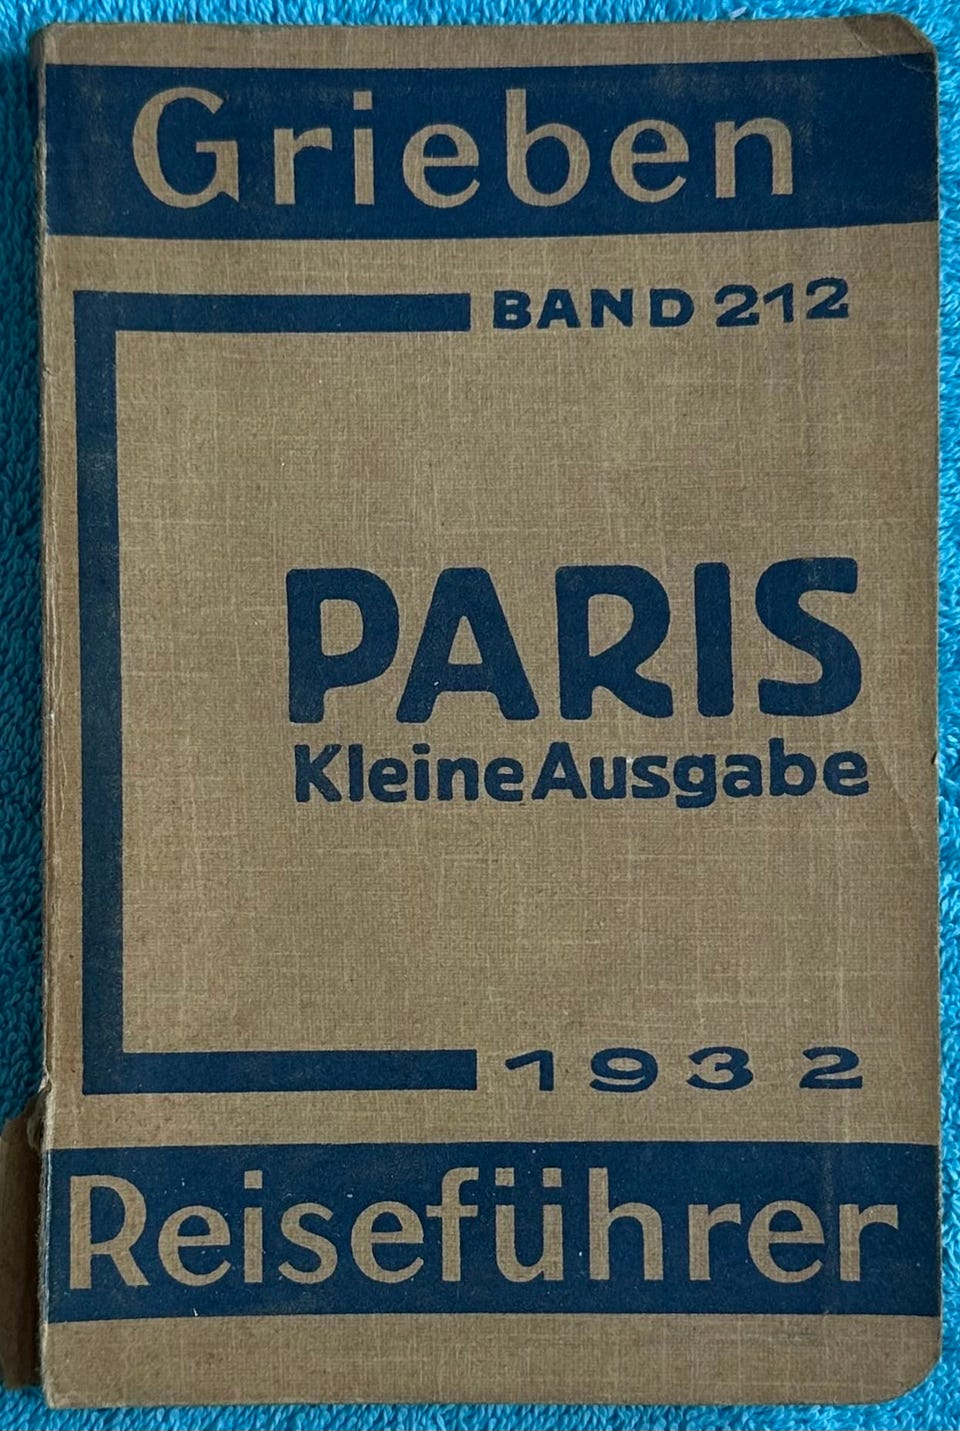 Grieben
BAND 212
PARIS
Kleine Ausgabe
1932
Reiseführer